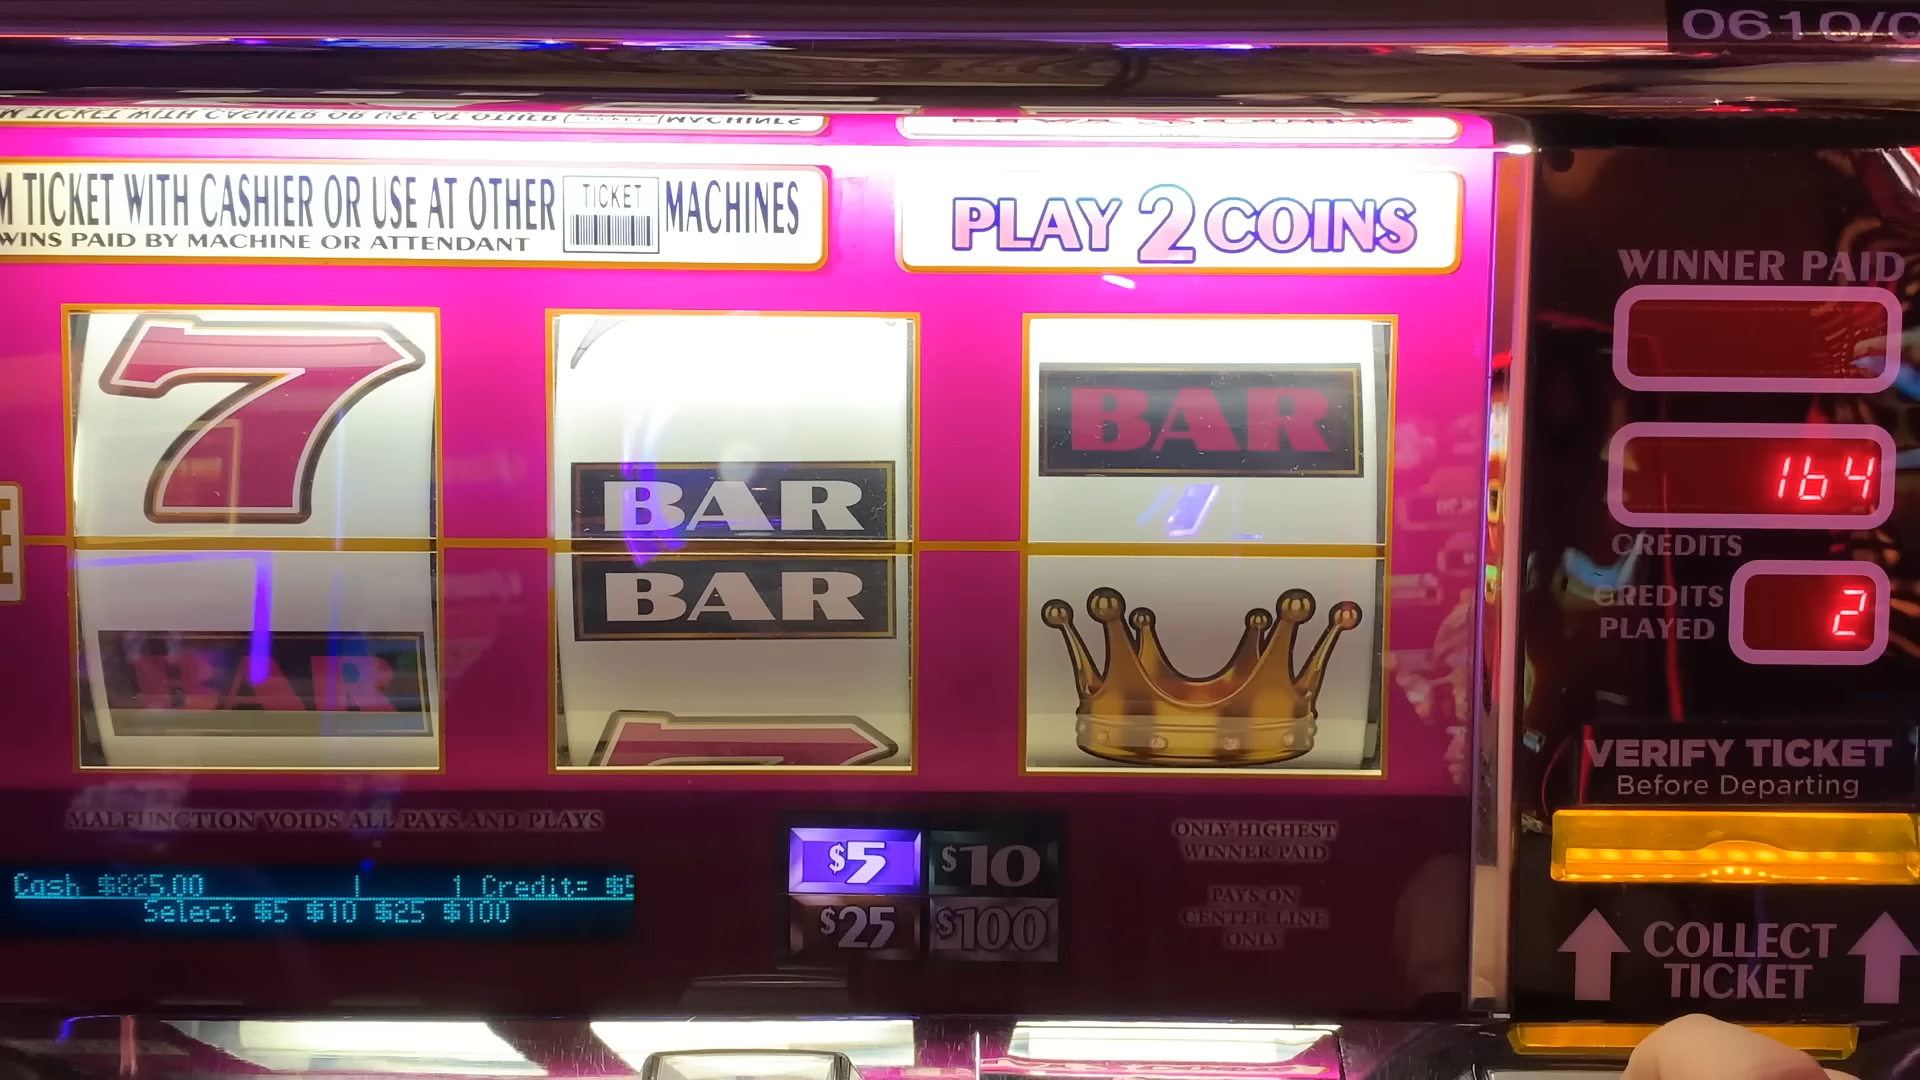 0610/0
M TICKET WITH CASHIER OR USE AT OTHER TICKET MACHINES
WINS PAID BY MACHINE OR ATTENDANT
PLAY 2 COINS
WINNER PAID
7
BAR
BAR
BAR
BAR
164
CREDITS
2
CREDITS
PLAYED
VERIFY TICKET
Before Departing
MALFUNCTION VOIDS ALL PAYS AND PLAYS
Cash $825.00 1 Credit= $5
Select $5 $10 $25 $100
$5 $10
$25 $100
ONLY HIGHEST
WINNER PAID
PAYS ON
CENTER LINE
ONLY
COLLECT
TICKET